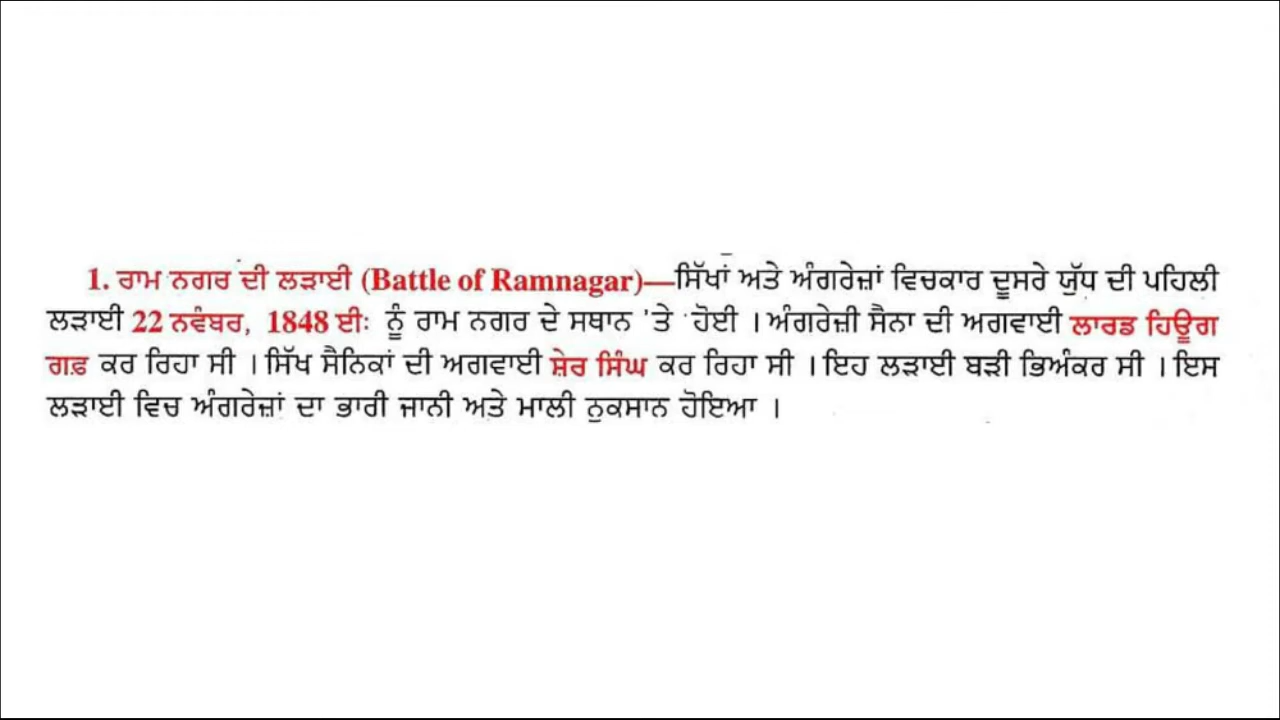 1. ਰਾਮ ਨਗਰ ਦੀ ਲੜਾਈ (Battle of Ramnagar)—ਸਿੱਖਾਂ ਅਤੇ ਅੰਗਰੇਜ਼ਾਂ ਵਿਚਕਾਰ ਦੂਸਰੇ ਯੁੱਧ ਦੀ ਪਹਿਲੀ
ਲੜਾਈ 22 ਨਵੰਬਰ, 1848 ਈ: ਨੂੰ ਰਾਮ ਨਗਰ ਦੇ ਸਥਾਨ 'ਤੇ ਹੋਈ । ਅੰਗਰੇਜ਼ੀ ਸੈਨਾ ਦੀ ਅਗਵਾਈ ਲਾਰਡ ਹਿਊਗ
ਗਫ਼ ਕਰ ਰਿਹਾ ਸੀ । ਸਿੱਖ ਸੈਨਿਕਾਂ ਦੀ ਅਗਵਾਈ ਸ਼ੇਰ ਸਿੰਘ ਕਰ ਰਿਹਾ ਸੀ । ਇਹ ਲੜਾਈ ਬੜੀ ਭਿਅੰਕਰ ਸੀ । ਇਸ
ਲੜਾਈ ਵਿਚ ਅੰਗਰੇਜ਼ਾਂ ਦਾ ਭਾਰੀ ਜਾਨੀ ਅਤੇ ਮਾਲੀ ਨੁਕਸਾਨ ਹੋਇਆ ।